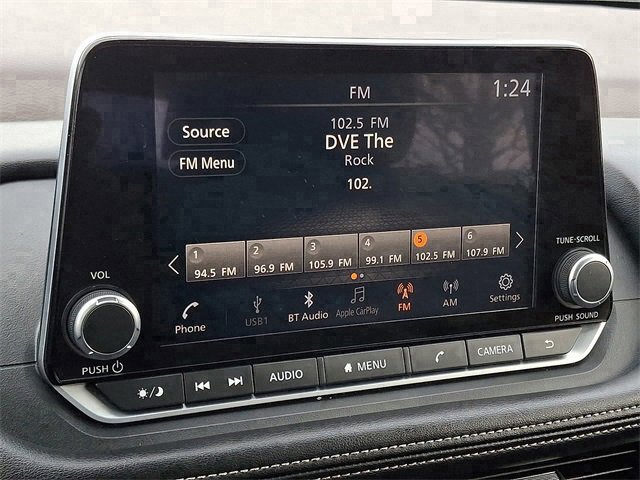 FM
1:24
Source
102.5 FM
DVE The
FM Menu
Rock
102.
1 2 3 4 5 6
94.5 FM 96.9 FM 105.9 FM 99.1 FM 102.5 FM 107.9 FM
TUNE·SCROLL
VOL
Phone
USB1
BT Audio
Apple CarPlay
FM
AM
Settings
PUSH
PUSH SOUND
AUDIO
MENU
CAMERA